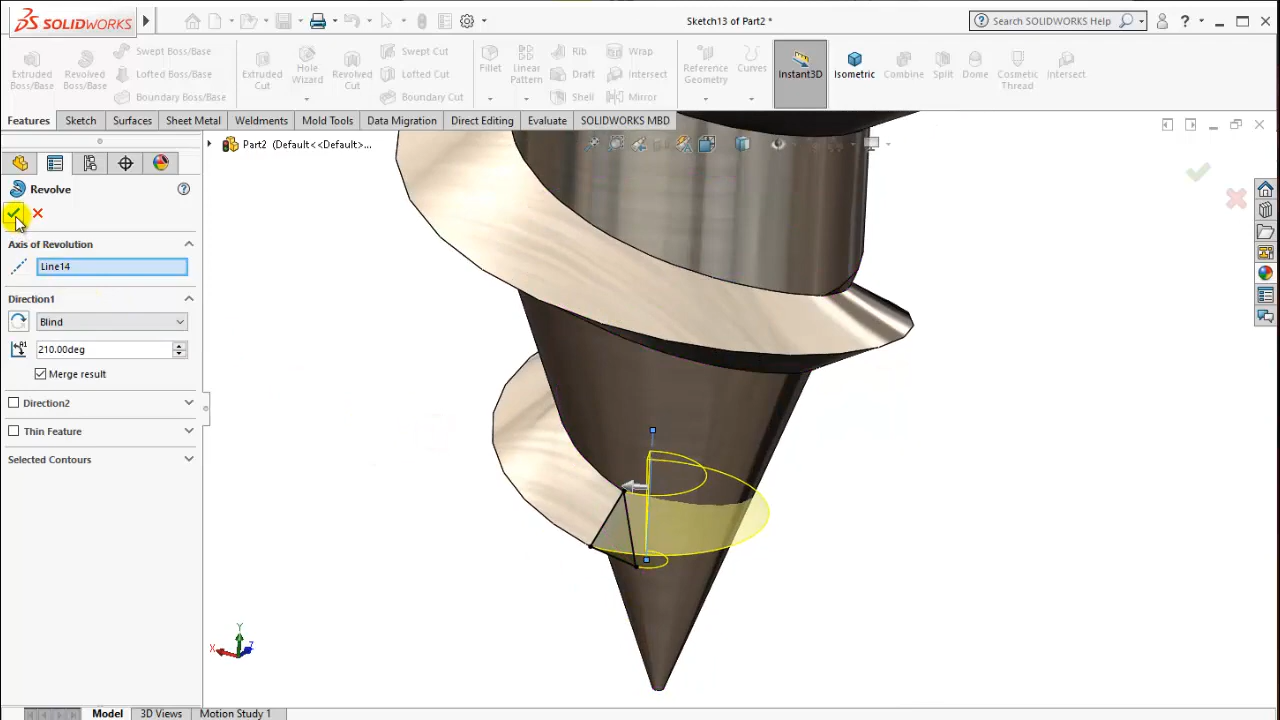 SOLIDWORKS
Sketch13 of Part2 *
Search SOLIDWORKS Help
?
Extruded Boss/Base
Revolved Boss/Base
Swept Boss/Base
Lofted Boss/Base
Boundary Boss/Base
Extruded Cut
Hole Wizard
Revolved Cut
Swept Cut
Lofted Cut
Boundary Cut
Fillet
Linear Pattern
Rib
Draft
Shell
Wrap
Intersect
Mirror
Reference Geometry
Curves
Instant3D
Isometric
Combine
Split
Dome
Cosmetic Thread
Intersect
Features
Sketch
Surfaces
Sheet Metal
Weldments
Mold Tools
Data Migration
Direct Editing
Evaluate
SOLIDWORKS MBD
Part2 (Default<<Default>...
Revolve
?
Axis of Revolution
Line14
Direction1
Blind
210.00deg
Merge result
Direction2
Thin Feature
Selected Contours
Y
X
Z
Model
3D Views
Motion Study 1